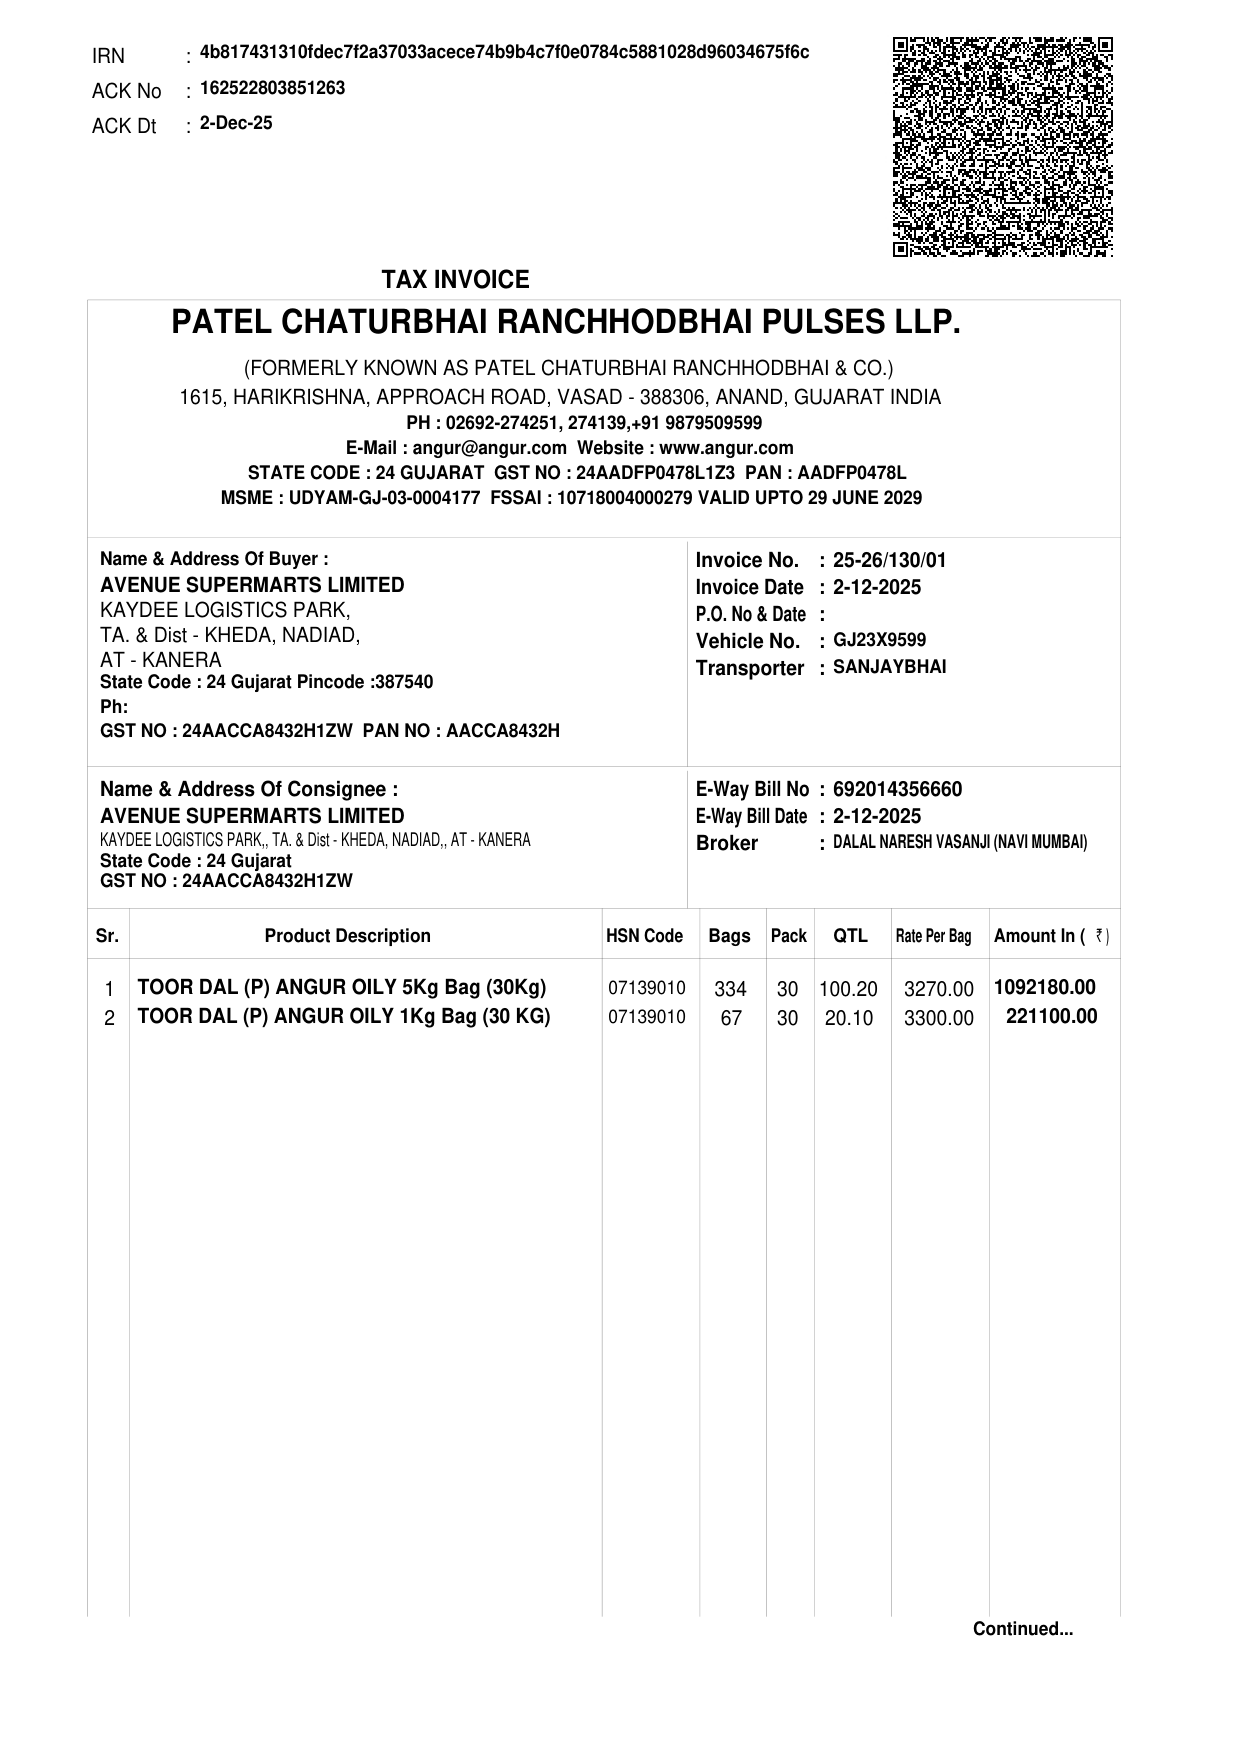 IRN : 4b817431310fdec7f2a37033acece74b9b4c7f0e0784c5881028d96034675f6c
ACK No : 162522803851263
ACK Dt : 2-Dec-25
TAX INVOICE
PATEL CHATURBHAI RANCHHODBHAI PULSES LLP.
(FORMERLY KNOWN AS PATEL CHATURBHAI RANCHHODBHAI & CO.)
1615, HARIKRISHNA, APPROACH ROAD, VASAD - 388306, ANAND, GUJARAT INDIA
PH : 02692-274251, 274139,+91 9879509599
E-Mail : angur@angur.com Website : www.angur.com
STATE CODE : 24 GUJARAT GST NO : 24AADFP0478L1Z3 PAN : AADFP0478L
MSME : UDYAM-GJ-03-0004177 FSSAI : 10718004000279 VALID UPTO 29 JUNE 2029
Name & Address Of Buyer :
AVENUE SUPERMARTS LIMITED
KAYDEE LOGISTICS PARK,
TA. & Dist - KHEDA, NADIAD,
AT - KANERA
State Code : 24 Gujarat Pincode :387540
Ph:
GST NO : 24AACCA8432H1ZW PAN NO : AACCA8432H
Invoice No. : 25-26/130/01
Invoice Date : 2-12-2025
P.O. No & Date :
Vehicle No. : GJ23X9599
Transporter : SANJAYBHAI
Name & Address Of Consignee :
AVENUE SUPERMARTS LIMITED
KAYDEE LOGISTICS PARK,, TA. & Dist - KHEDA, NADIAD,, AT - KANERA
State Code : 24 Gujarat
GST NO : 24AACCA8432H1ZW
E-Way Bill No : 692014356660
E-Way Bill Date : 2-12-2025
Broker : DALAL NARESH VASANJI (NAVI MUMBAI)
Sr. Product Description HSN Code Bags Pack QTL Rate Per Bag Amount In ( ₹ )
1 TOOR DAL (P) ANGUR OILY 5Kg Bag (30Kg) 07139010 334 30 100.20 3270.00 1092180.00
2 TOOR DAL (P) ANGUR OILY 1Kg Bag (30 KG) 07139010 67 30 20.10 3300.00 221100.00
Continued...